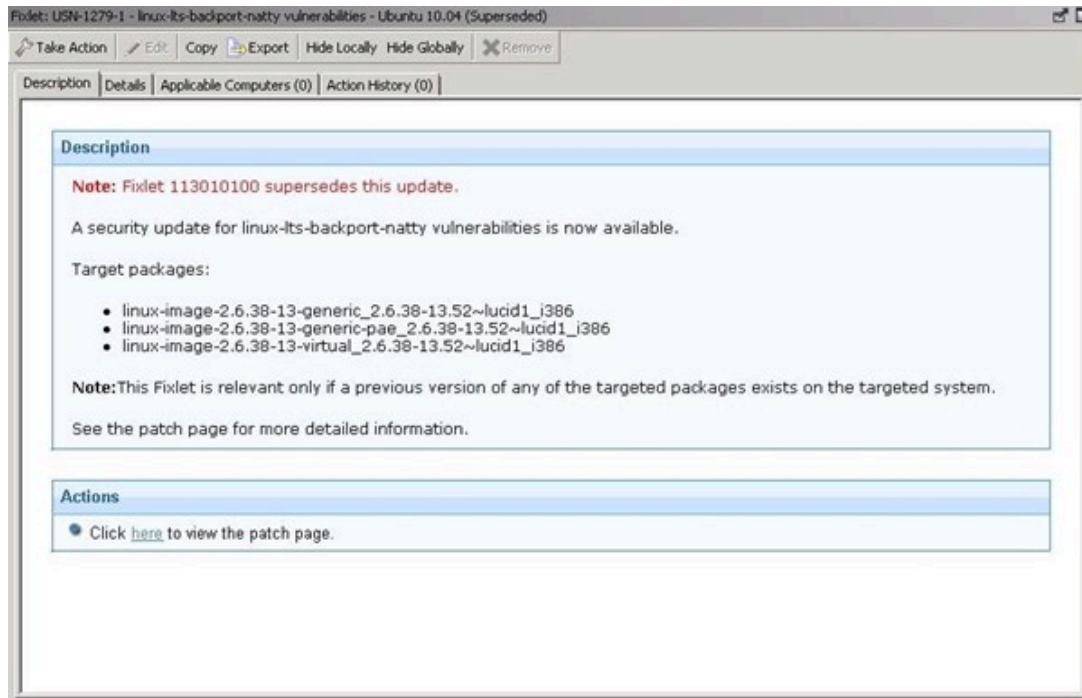 Fixlet: USN-1279-1 - linux-lts-backport-natty vulnerabilities - Ubuntu 10.04 (Superseded)
Take Action Edit Copy Export Hide Locally Hide Globally Remove
Description Details Applicable Computers (0) Action History (0)
Description
Note: Fixlet 113010100 supersedes this update.
A security update for linux-lts-backport-natty vulnerabilities is now available.
Target packages:
• linux-image-2.6.38-13-generic_2.6.38-13.52~lucid1_i386
• linux-image-2.6.38-13-generic-pae_2.6.38-13.52~lucid1_i386
• linux-image-2.6.38-13-virtual_2.6.38-13.52~lucid1_i386
Note:This Fixlet is relevant only if a previous version of any of the targeted packages exists on the targeted system.
See the patch page for more detailed information.
Actions
Click here to view the patch page.